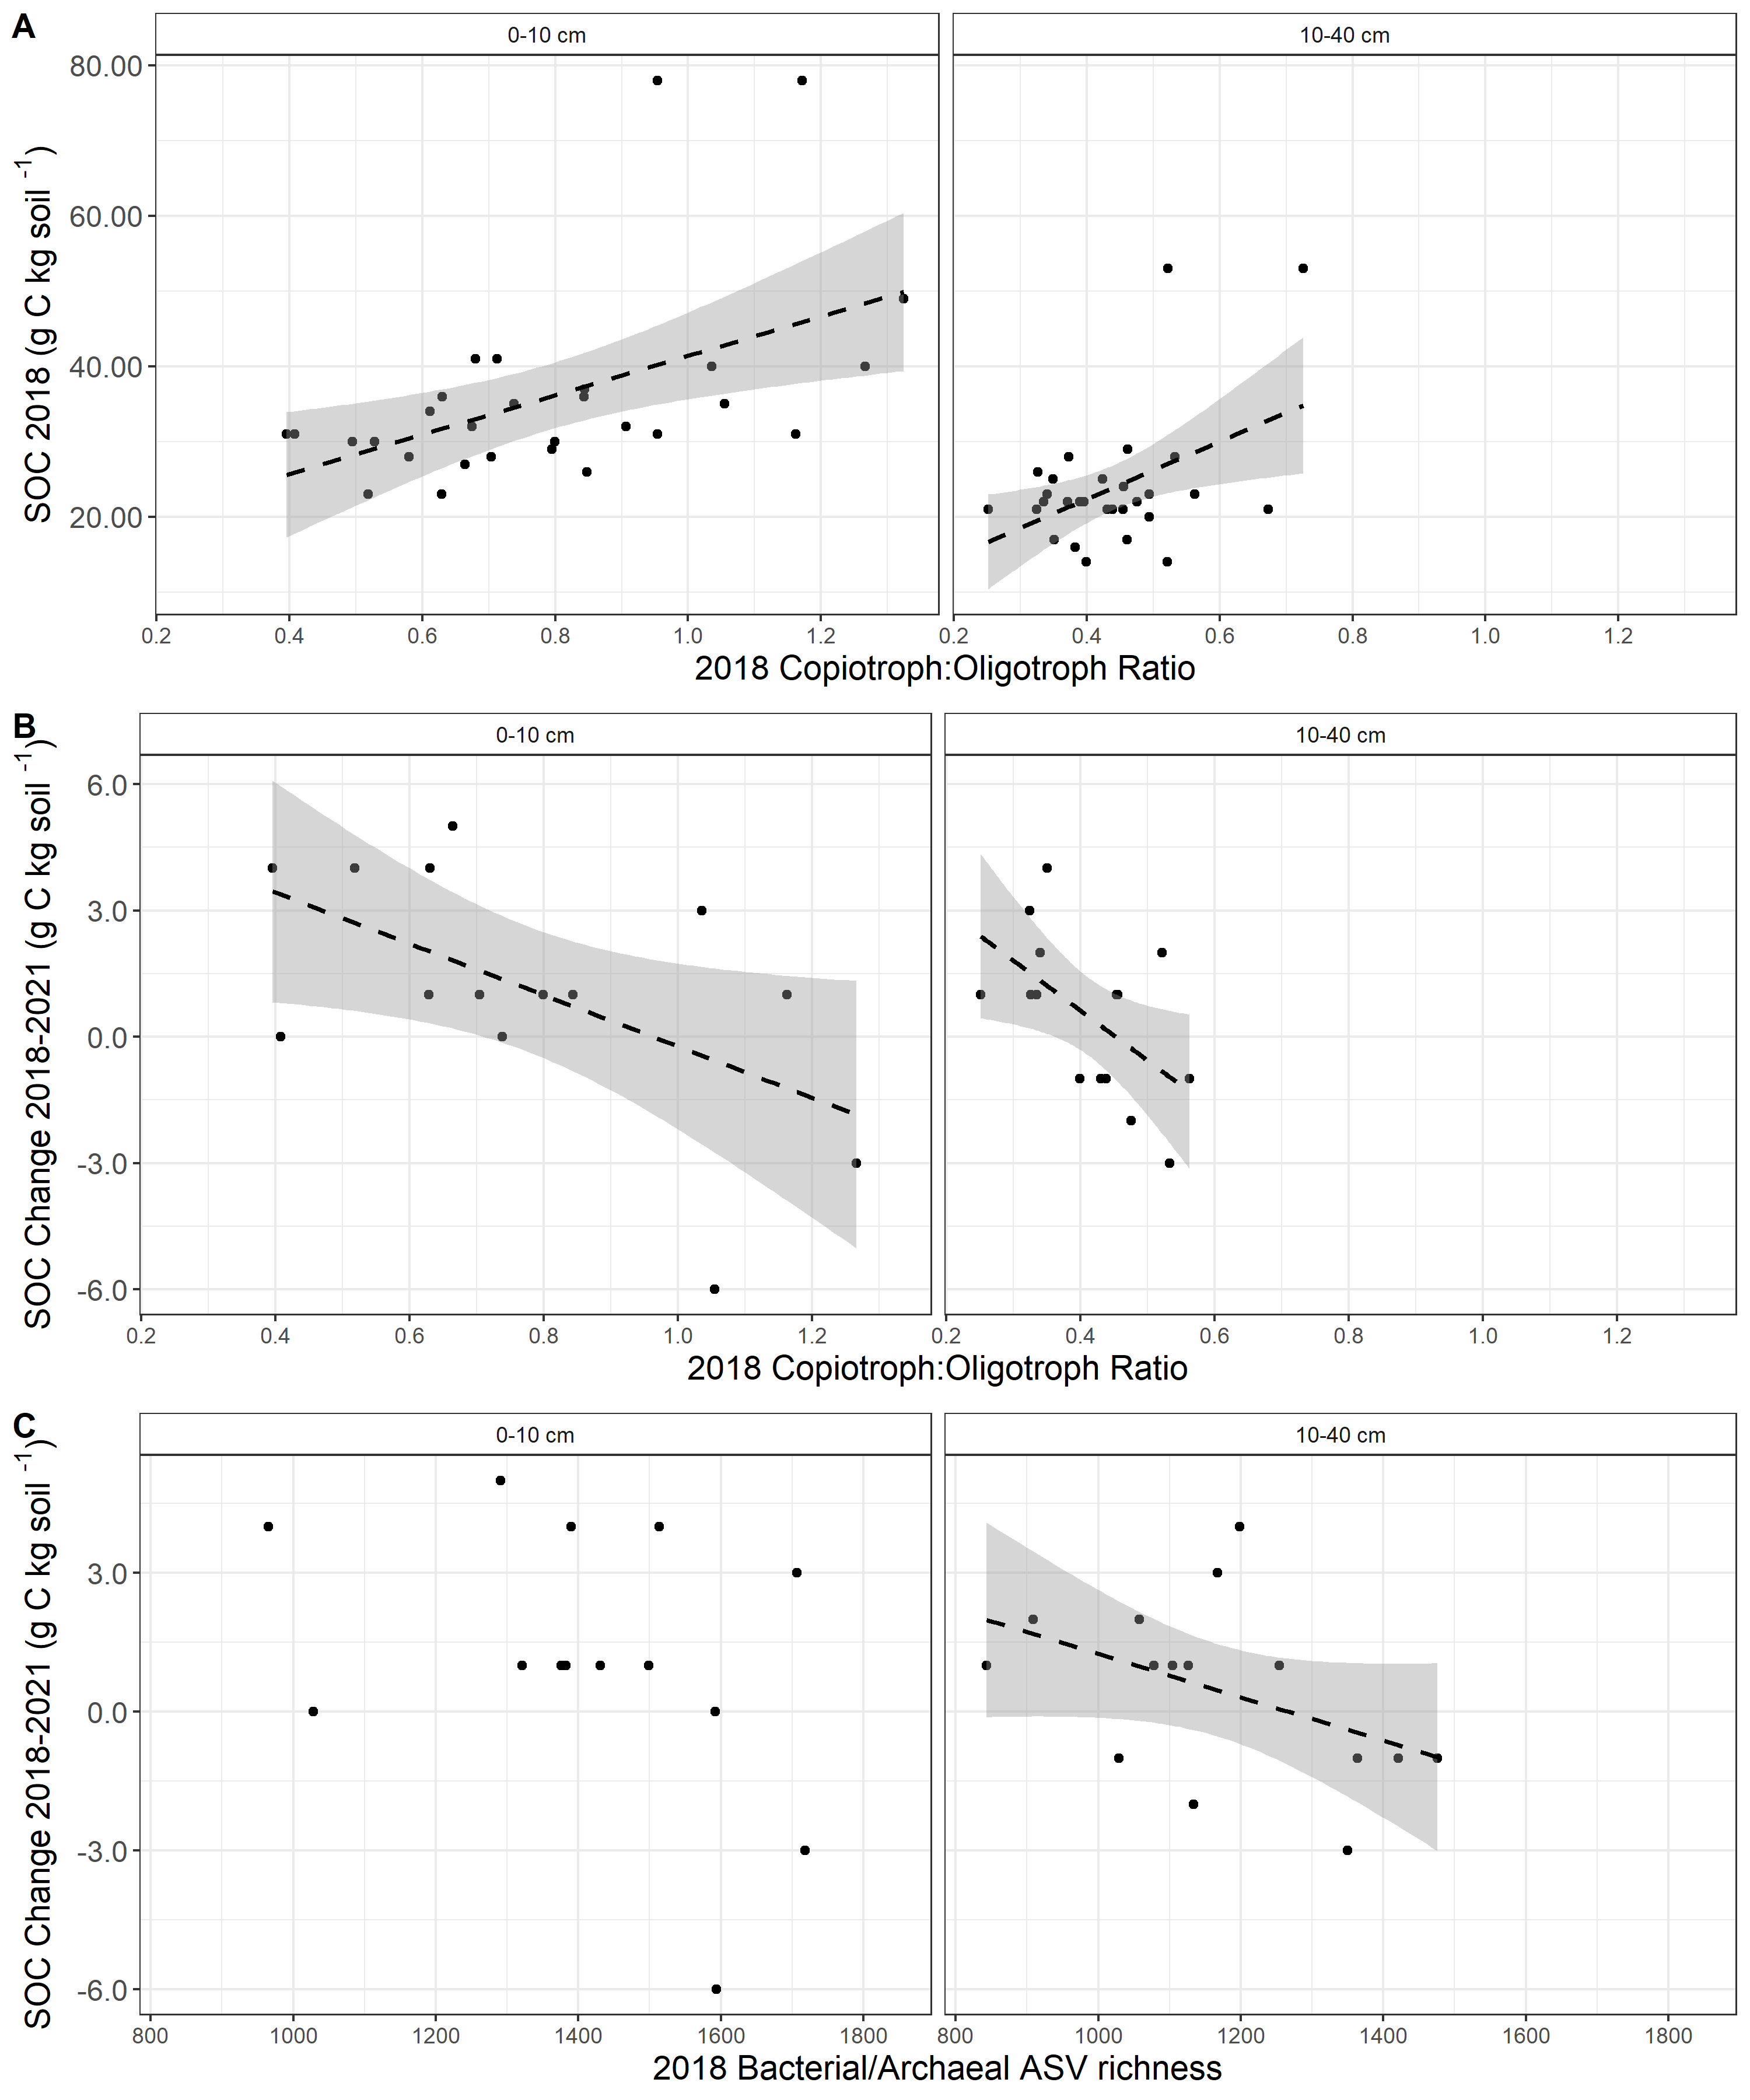 A
0-10 cm
10-40 cm
SOC 2018 (g C kg soil -1)
80.00
60.00
40.00
20.00
0.2 0.4 0.6 0.8 1.0 1.2
0.2 0.4 0.6 0.8 1.0 1.2
2018 Copiotroph:Oligotroph Ratio
B
0-10 cm
10-40 cm
SOC Change 2018-2021 (g C kg soil -1)
6.0
3.0
0.0
-3.0
-6.0
0.2 0.4 0.6 0.8 1.0 1.2
0.2 0.4 0.6 0.8 1.0 1.2
2018 Copiotroph:Oligotroph Ratio
C
0-10 cm
10-40 cm
SOC Change 2018-2021 (g C kg soil -1)
3.0
0.0
-3.0
-6.0
800 1000 1200 1400 1600 1800
800 1000 1200 1400 1600 1800
2018 Bacterial/Archaeal ASV richness